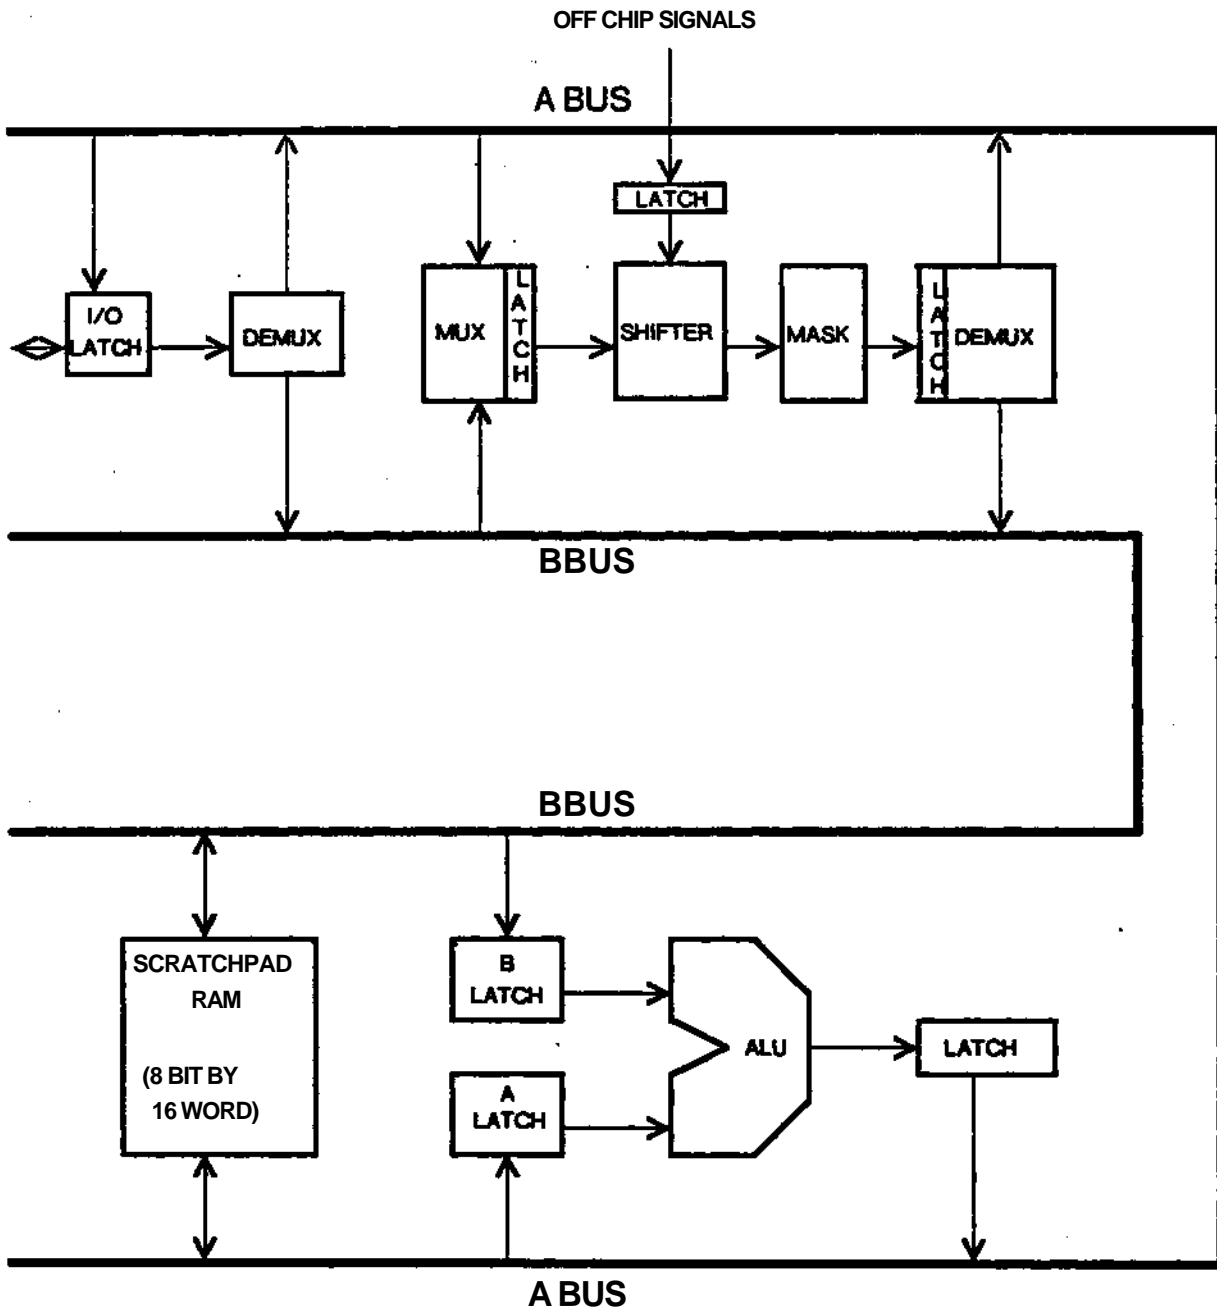 OFF CHIP SIGNALS
A BUS
LATCH
I/O
LATCH
DEMUX
MUX
LATCH
SHIFTER
MASK
LATCH
DEMUX
BBUS
BBUS
SCRATCHPAD
RAM
(8 BIT BY
16 WORD)
B
LATCH
A
LATCH
ALU
LATCH
A BUS